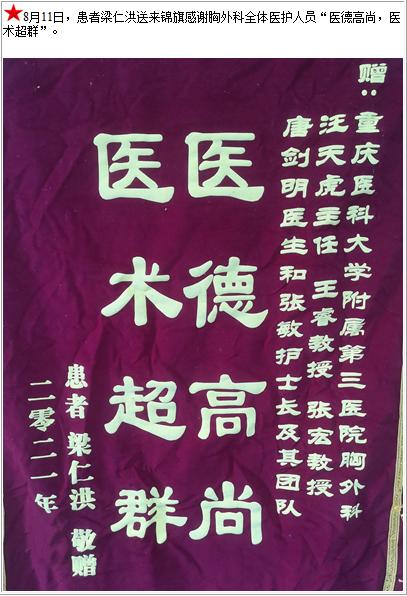 ★8月11日，患者梁仁洪送来锦旗感谢胸外科全体医护人员“医德高尚，医
术超群”。
赠：
重庆医科大学附属第三医院胸外科
汪天虎主任 王睿教授 张宏教授
唐剑明医生和张敏护士长及其团队
医德高尚
医术超群
患者 梁仁洪 敬赠
二零二一年